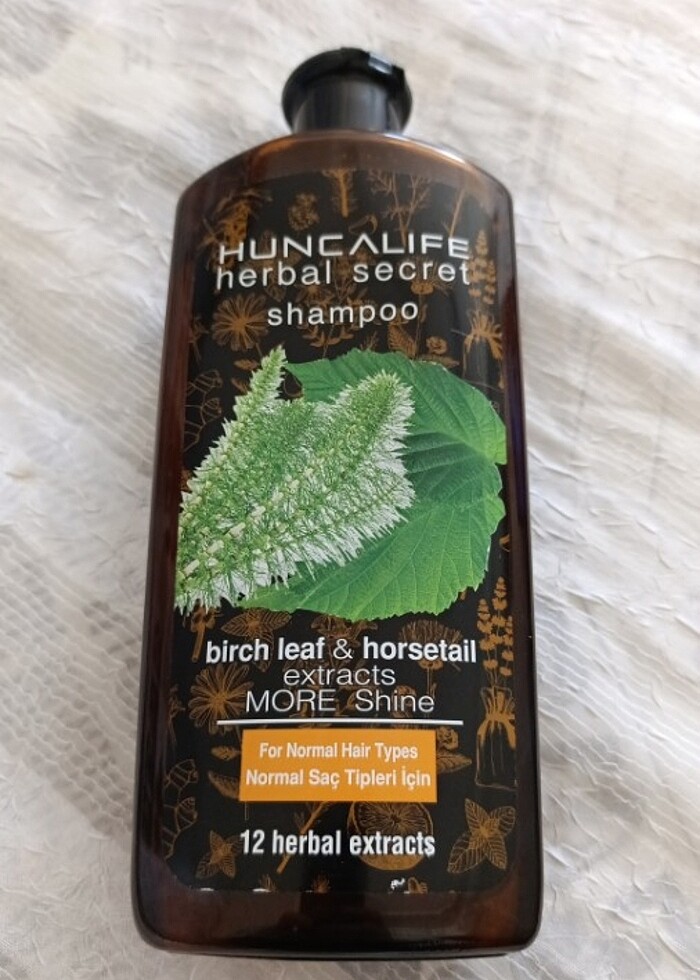 HUNCALIFE
herbal secret
shampoo
birch leaf & horsetail
extracts
MORE Shine
For Normal Hair Types
Normal Saç Tipleri İçin
12 herbal extracts